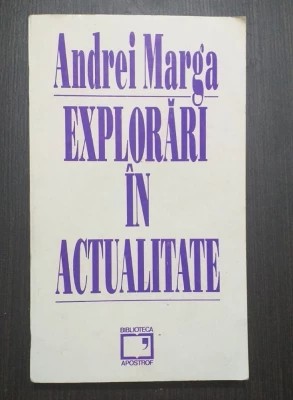 Andrei Marga
EXPLORĂRI
ÎN
ACTUALITATE
BIBLIOTECA
APOSTROF